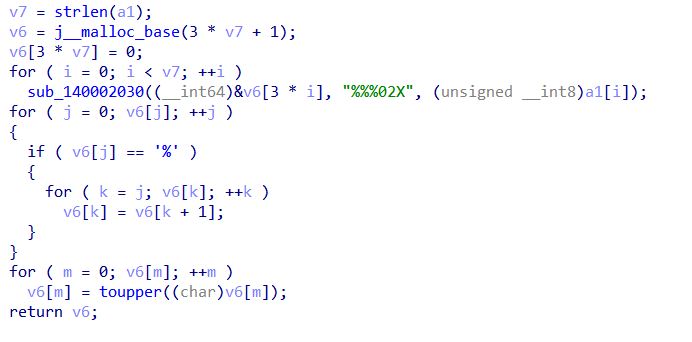 v7 = strlen(a1);
v6 = j__malloc_base(3 * v7 + 1);
v6[3 * v7] = 0;
for ( i = 0; i < v7; ++i )
  sub_140002030((__int64)&v6[3 * i], "%%%02X", (unsigned __int8)a1[i]);
for ( j = 0; v6[j]; ++j )
{
  if ( v6[j] == '%' )
  {
    for ( k = j; v6[k]; ++k )
      v6[k] = v6[k + 1];
  }
}
for ( m = 0; v6[m]; ++m )
  v6[m] = toupper((char)v6[m]);
return v6;